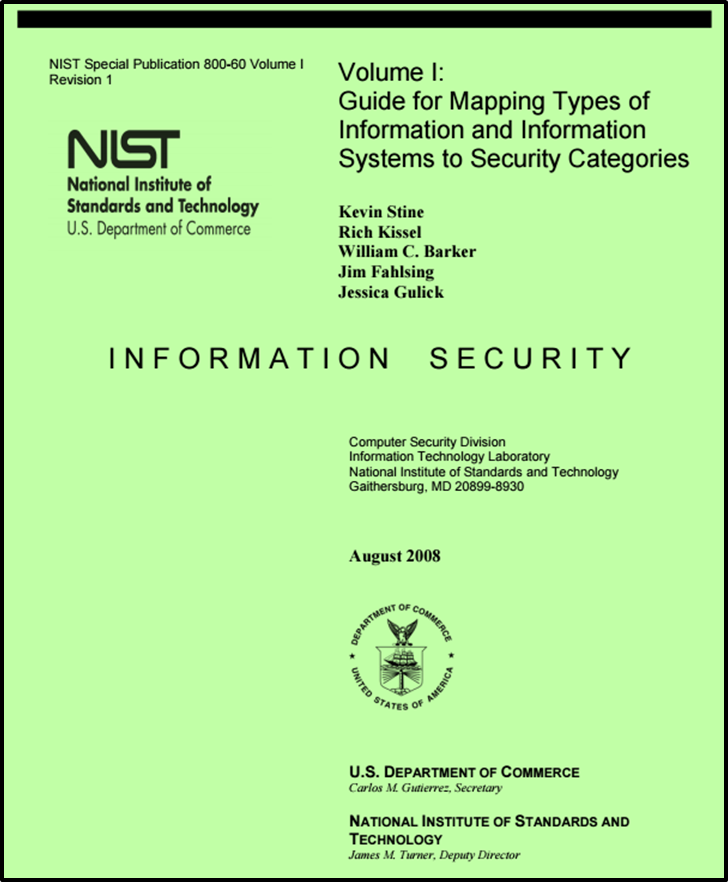 NIST Special Publication 800-60 Volume I
Revision 1
NIST
National Institute of
Standards and Technology
U.S. Department of Commerce
Volume I:
Guide for Mapping Types of
Information and Information
Systems to Security Categories
Kevin Stine
Rich Kissel
William C. Barker
Jim Fahlsing
Jessica Gulick
INFORMATION SECURITY
Computer Security Division
Information Technology Laboratory
National Institute of Standards and Technology
Gaithersburg, MD 20899-8930
August 2008
DEPARTMENT OF COMMERCE
UNITED STATES OF AMERICA
U.S. DEPARTMENT OF COMMERCE
Carlos M. Gutierrez, Secretary
NATIONAL INSTITUTE OF STANDARDS AND
TECHNOLOGY
James M. Turner, Deputy Director